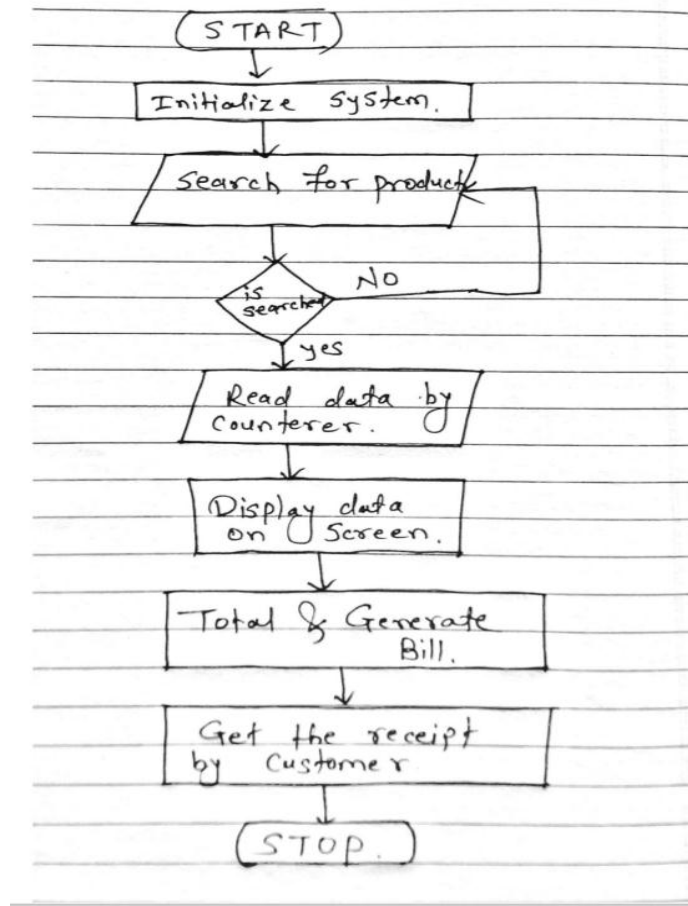 START
Initialize System.
Search for product
NO
is
searched
yes
Read data by
Counterer.
Display data
on Screen.
Total & Generate
Bill.
Get the receipt
by Customer
STOP.